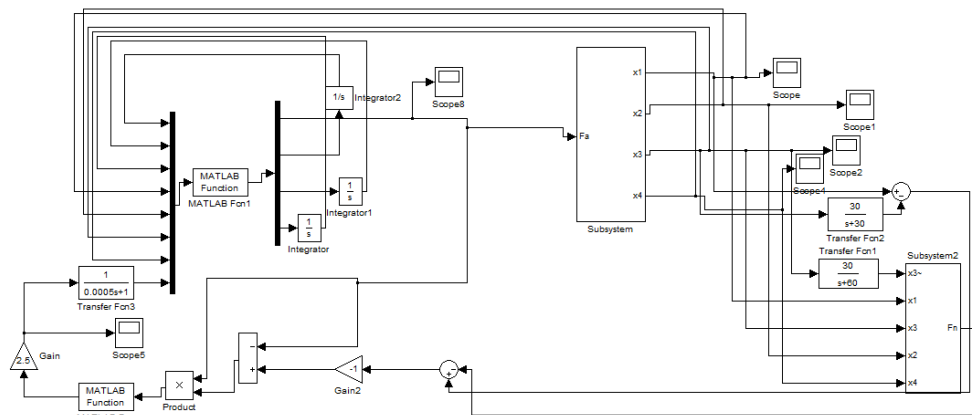 x1
Scope
1/s
Integrator2
Scope8
x2
Scope1
MATLAB
Function
MATLAB Fcn1
Fa
x3
Scope2
Scope4
x4
1
s
Integrator1
1
s
Integrator
Subsystem
30
s+30
Transfer Fcn2
Transfer Fcn1
30
s+60
Subsystem2
x3~
x1
x3
Fn
x2
x4
1
0.0005s+1
Transfer Fcn3
Scope5
2.5
Gain
MATLAB
Function
×
Product
−
+
-1
Gain2
+
−
+
−